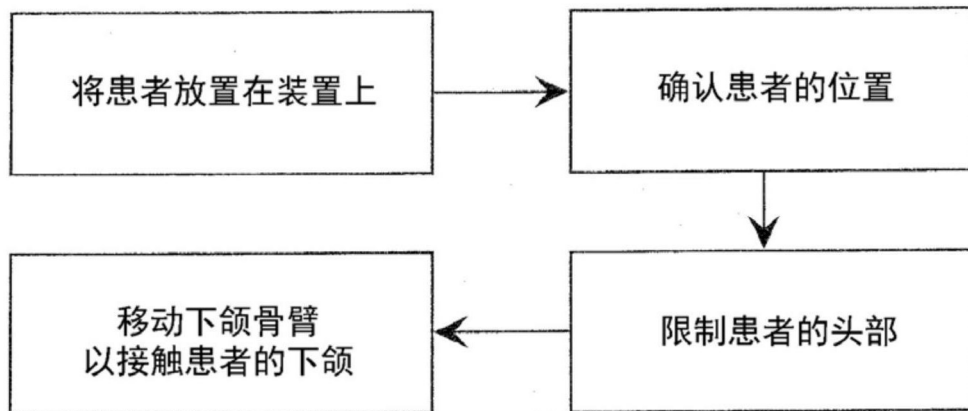 将患者放置在装置上
确认患者的位置
限制患者的头部
移动下颌骨臂
以接触患者的下颌